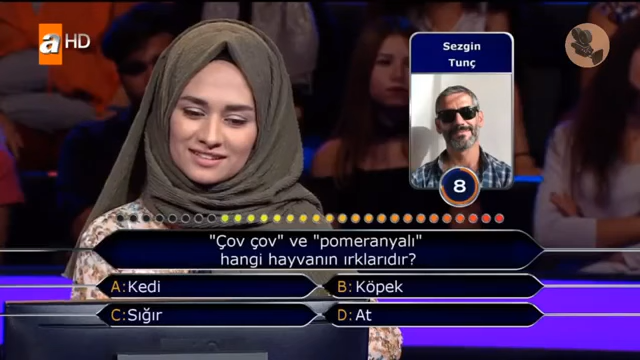 a HD
Sezgin
Tunç
8
"Çov çov" ve "pomeranyalı"
hangi hayvanın ırklarıdır?
A:Kedi
B:Köpek
C:Sığır
D:At